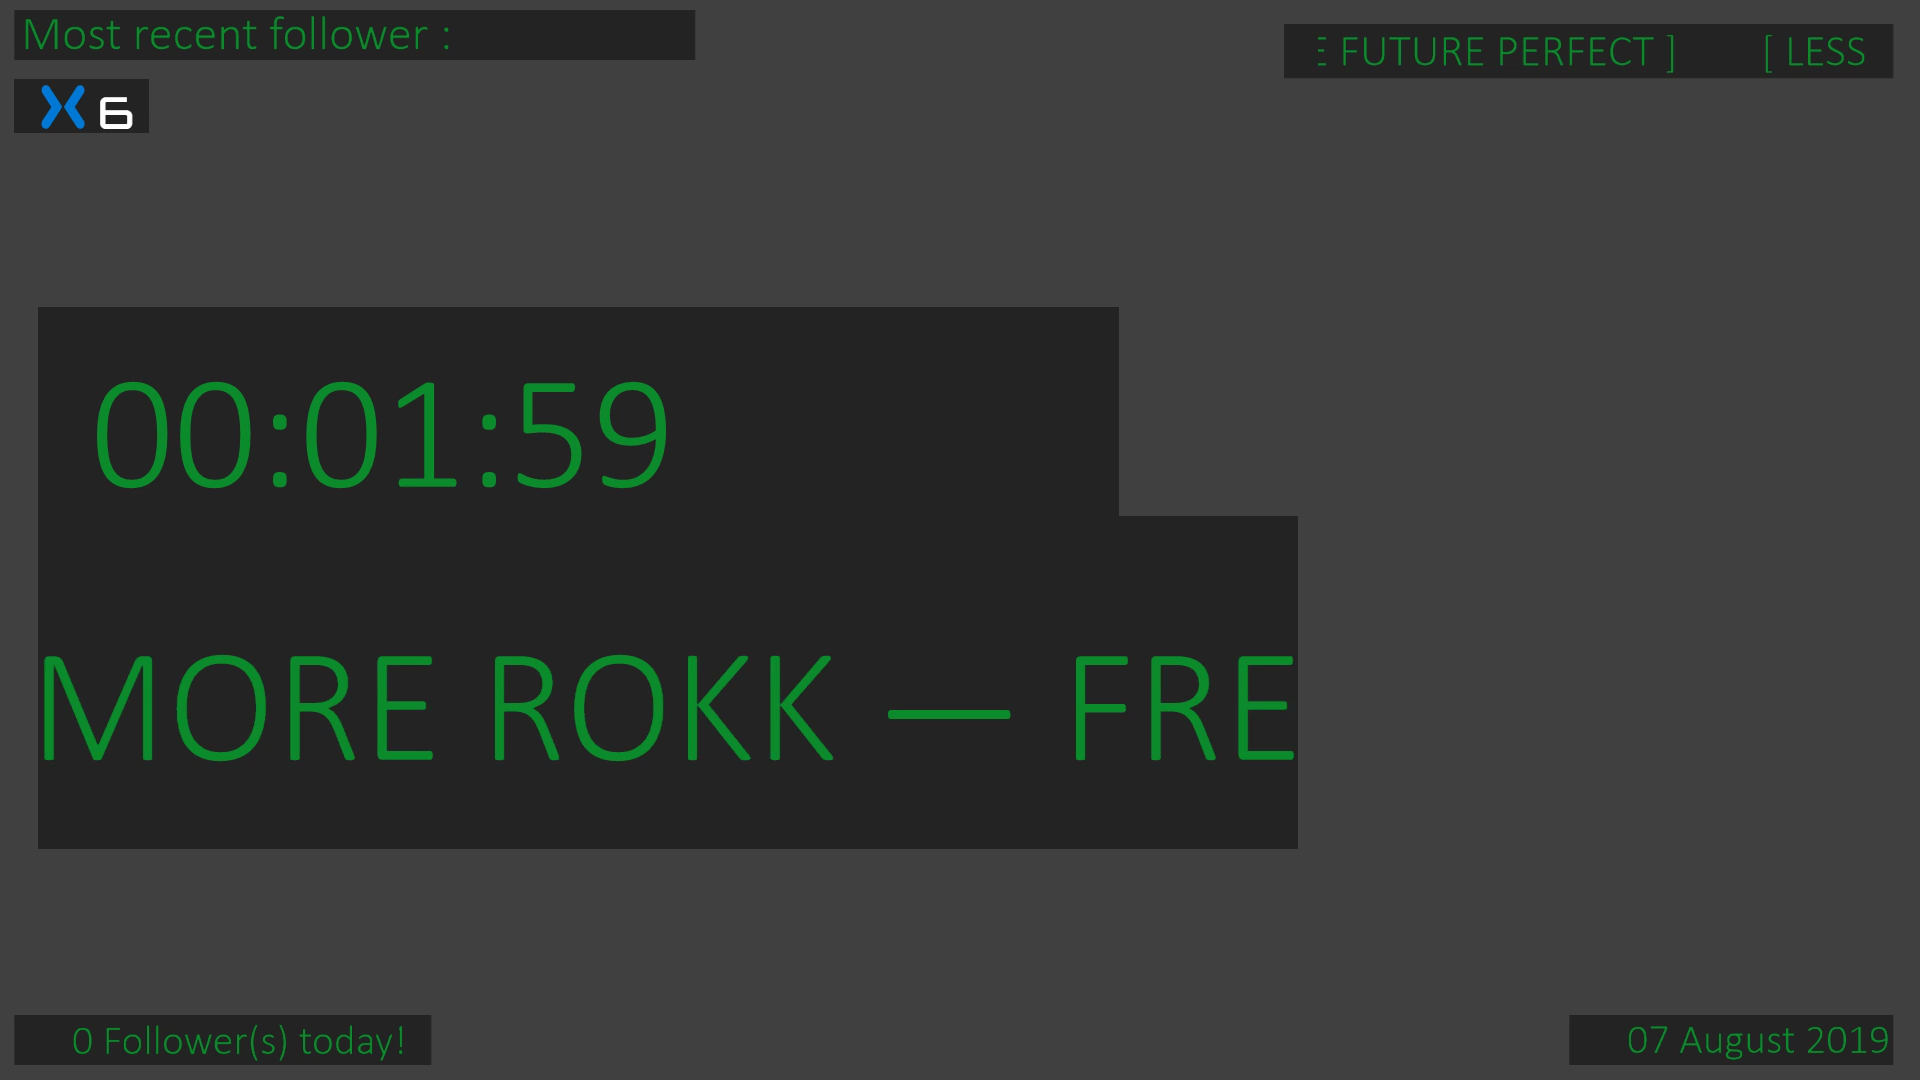 Most recent follower :
FUTURE PERFECT ] [ LESS
6
00:01:59
MORE ROKK — FRE
0 Follower(s) today!
07 August 2019